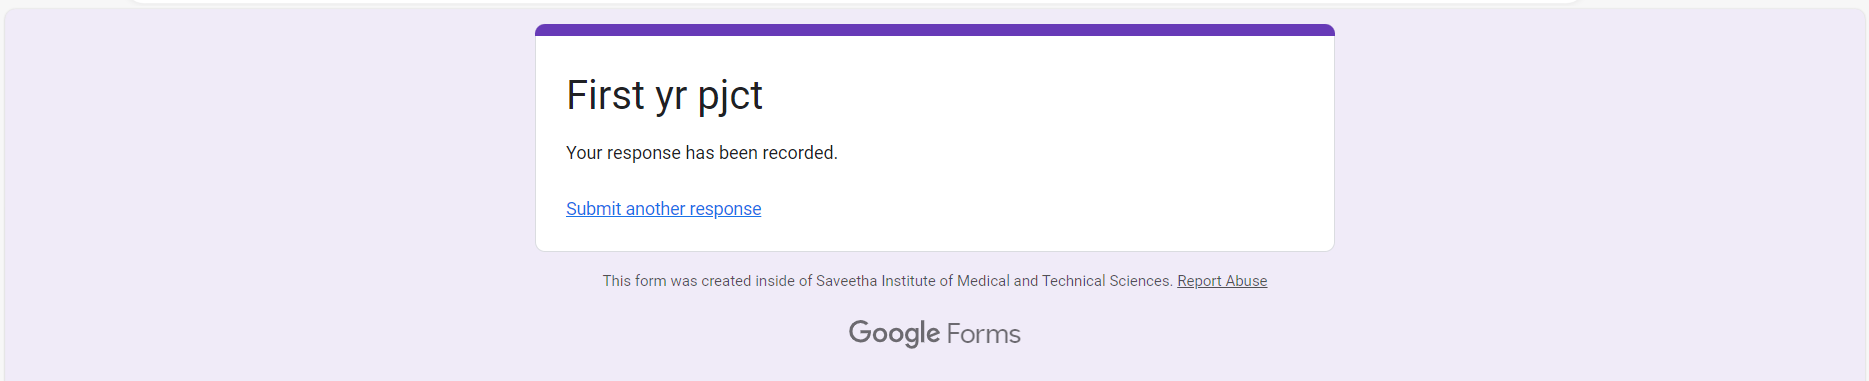 First yr pjct
Your response has been recorded.
Submit another response
This form was created inside of Saveetha Institute of Medical and Technical Sciences. Report Abuse
Google Forms